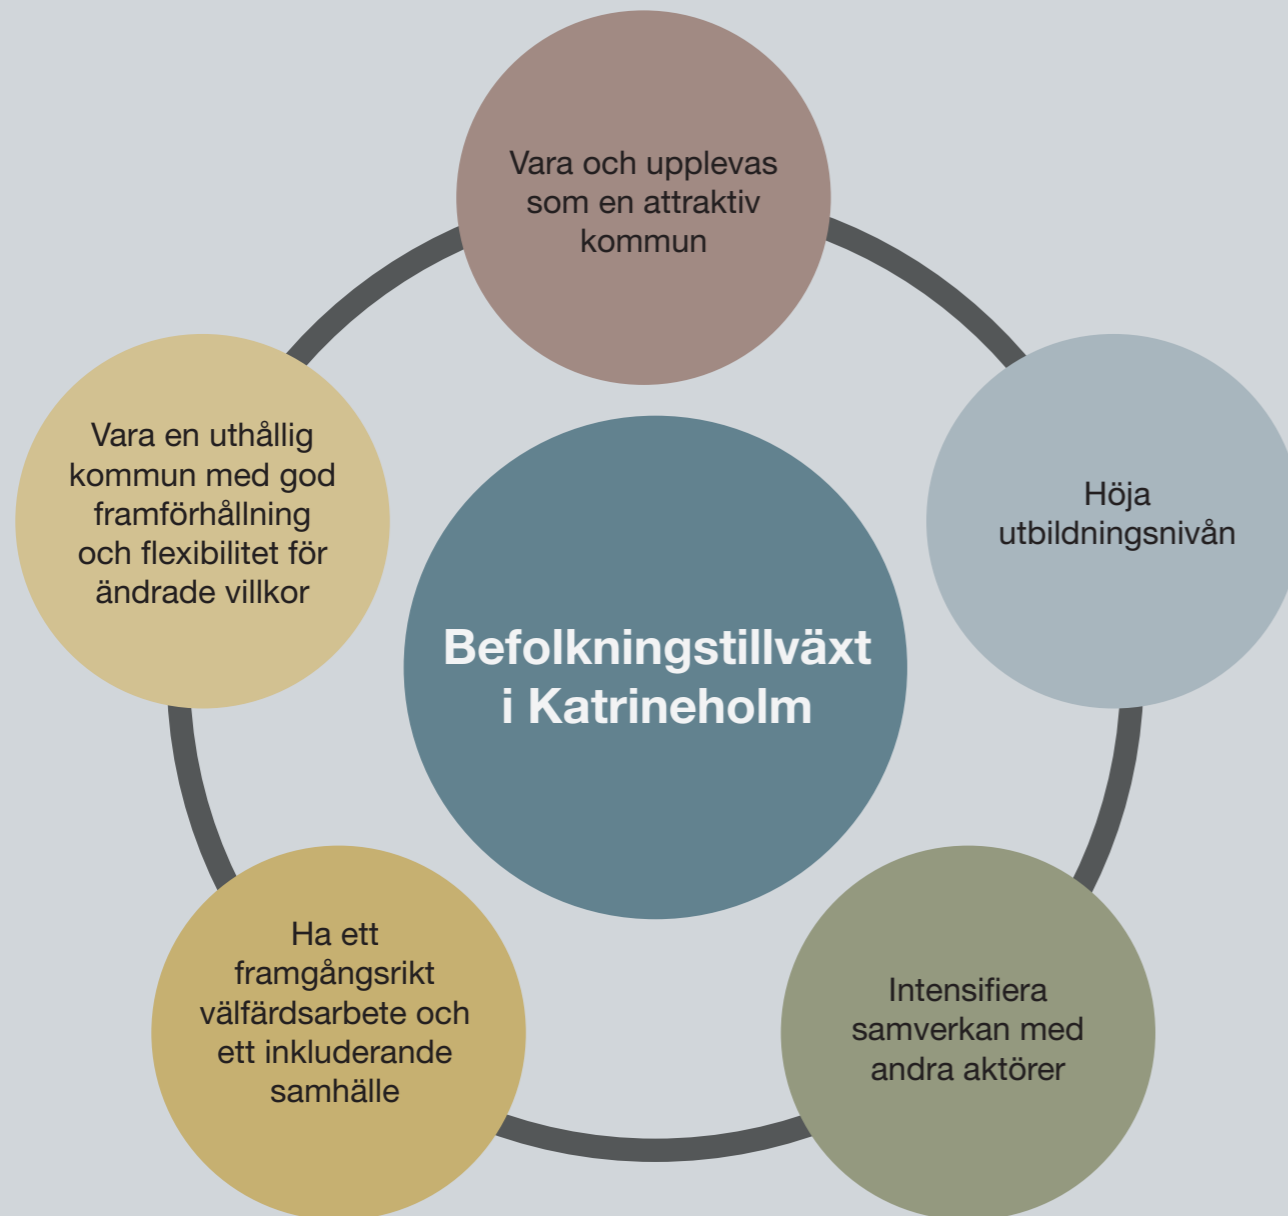 Vara och upplevas
som en attraktiv
kommun
Höja
utbildningsnivån
Intensifiera
samverkan med
andra aktörer
Ha ett
framgångsrikt
välfärdsarbete och
ett inkluderande
samhälle
Vara en uthållig
kommun med god
framförhållning
och flexibilitet för
ändrade villkor
Befolkningstillväxt
i Katrineholm